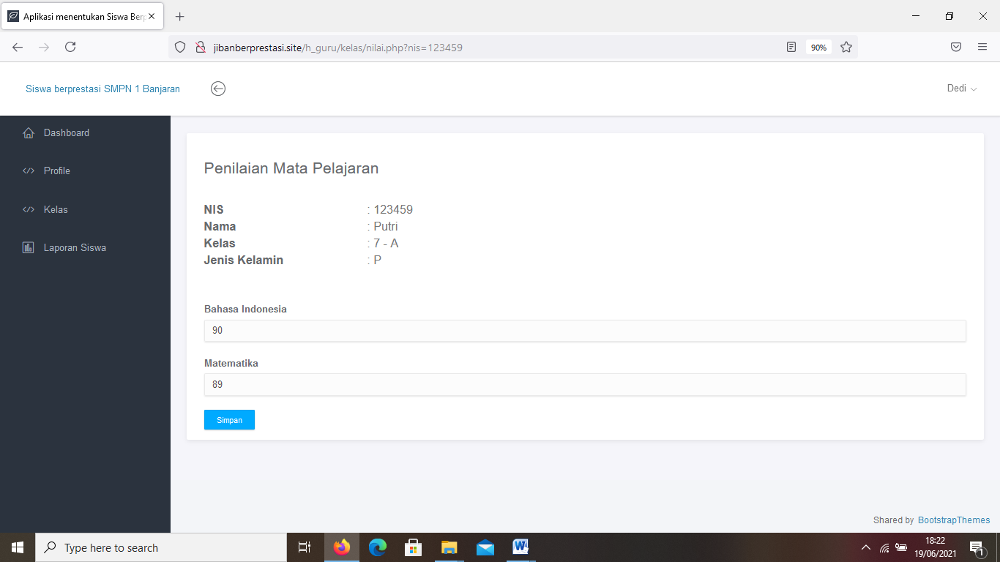 Aplikasi menentukan Siswa Berp
jibanberprestasi.site/h_guru/kelas/nilai.php?nis=123459
90%
Siswa berprestasi SMPN 1 Banjaran
Dedi
Dashboard
Profile
Kelas
Laporan Siswa
Penilaian Mata Pelajaran
NIS : 123459
Nama : Putri
Kelas : 7 - A
Jenis Kelamin : P
Bahasa Indonesia
90
Matematika
89
Simpan
Shared by BootstrapThemes
Type here to search
18:22
19/06/2021
1